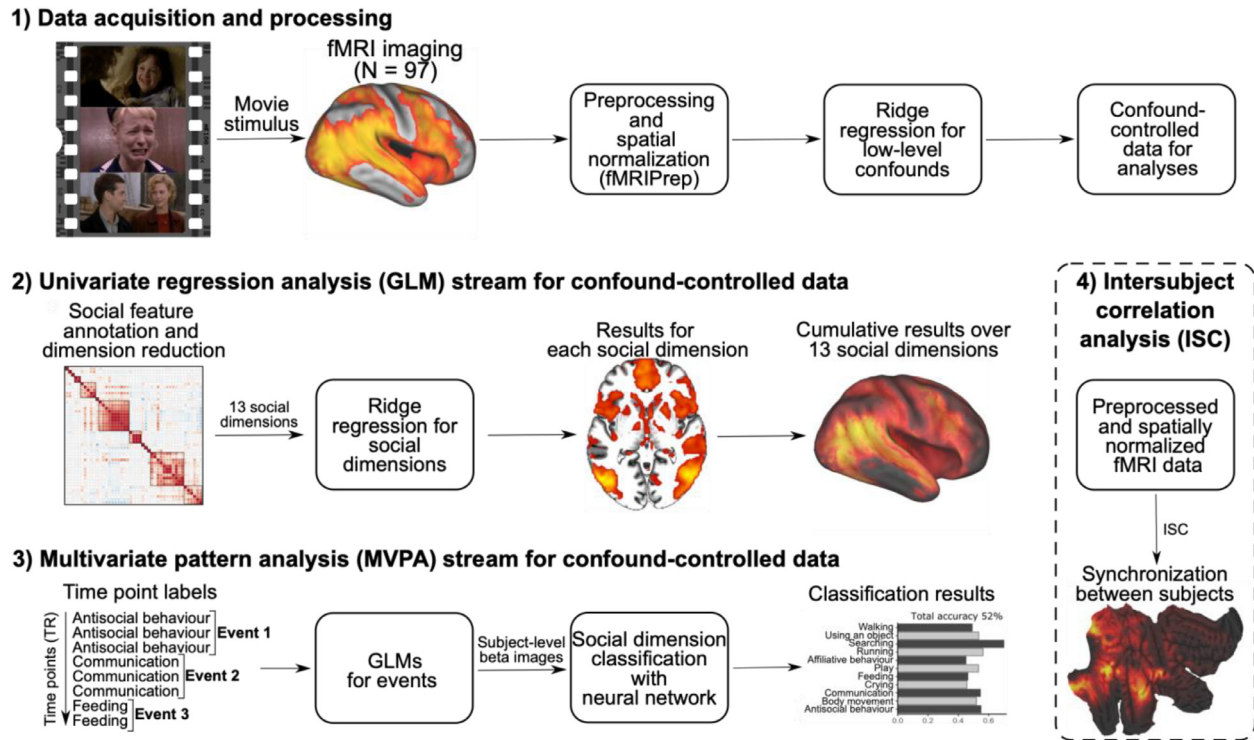 1) Data acquisition and processing
Movie
stimulus
fMRI imaging
(N = 97)
Preprocessing
and
spatial
normalization
(fMRIPrep)
Ridge
regression for
low-level
confounds
Confound-
controlled
data for
analyses
2) Univariate regression analysis (GLM) stream for confound-controlled data
Social feature
annotation and
dimension reduction
13 social
dimensions
Ridge
regression for
social
dimensions
Results for
each social dimension
Cumulative results over
13 social dimensions
3) Multivariate pattern analysis (MVPA) stream for confound-controlled data
Time point labels
Time points (TR)
Antisocial behaviour
Antisocial behaviour
Antisocial behaviour
Event 1
Communication
Communication
Communication
Event 2
Feeding
Feeding
Event 3
GLMs
for events
Subject-level
beta images
Social dimension
classification
with
neural network
Classification results
Total accuracy 52%
Walking
Using an object
Searching
Running
Affiliative behaviour
Play
Feeding
Crying
Communication
Body movement
Antisocial behaviour
0.0 0.2 0.4 0.6
4) Intersubject
correlation
analysis (ISC)
Preprocessed
and spatially
normalized
fMRI data
ISC
Synchronization
between subjects